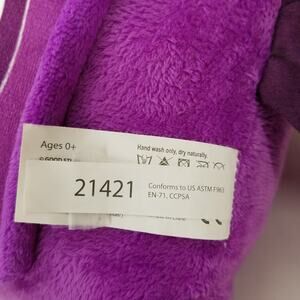 Ages 0+
Hand wash only, dry naturally.
21421
Conforms to US ASTM F963
EN-71, CCPSA